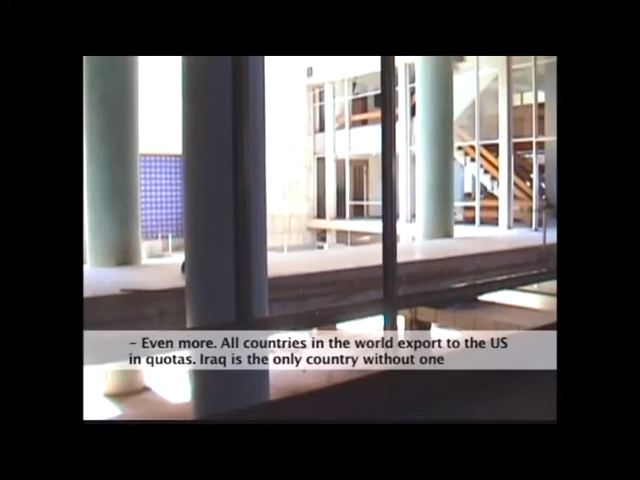 - Even more. All countries in the world export to the US
in quotas. Iraq is the only country without one